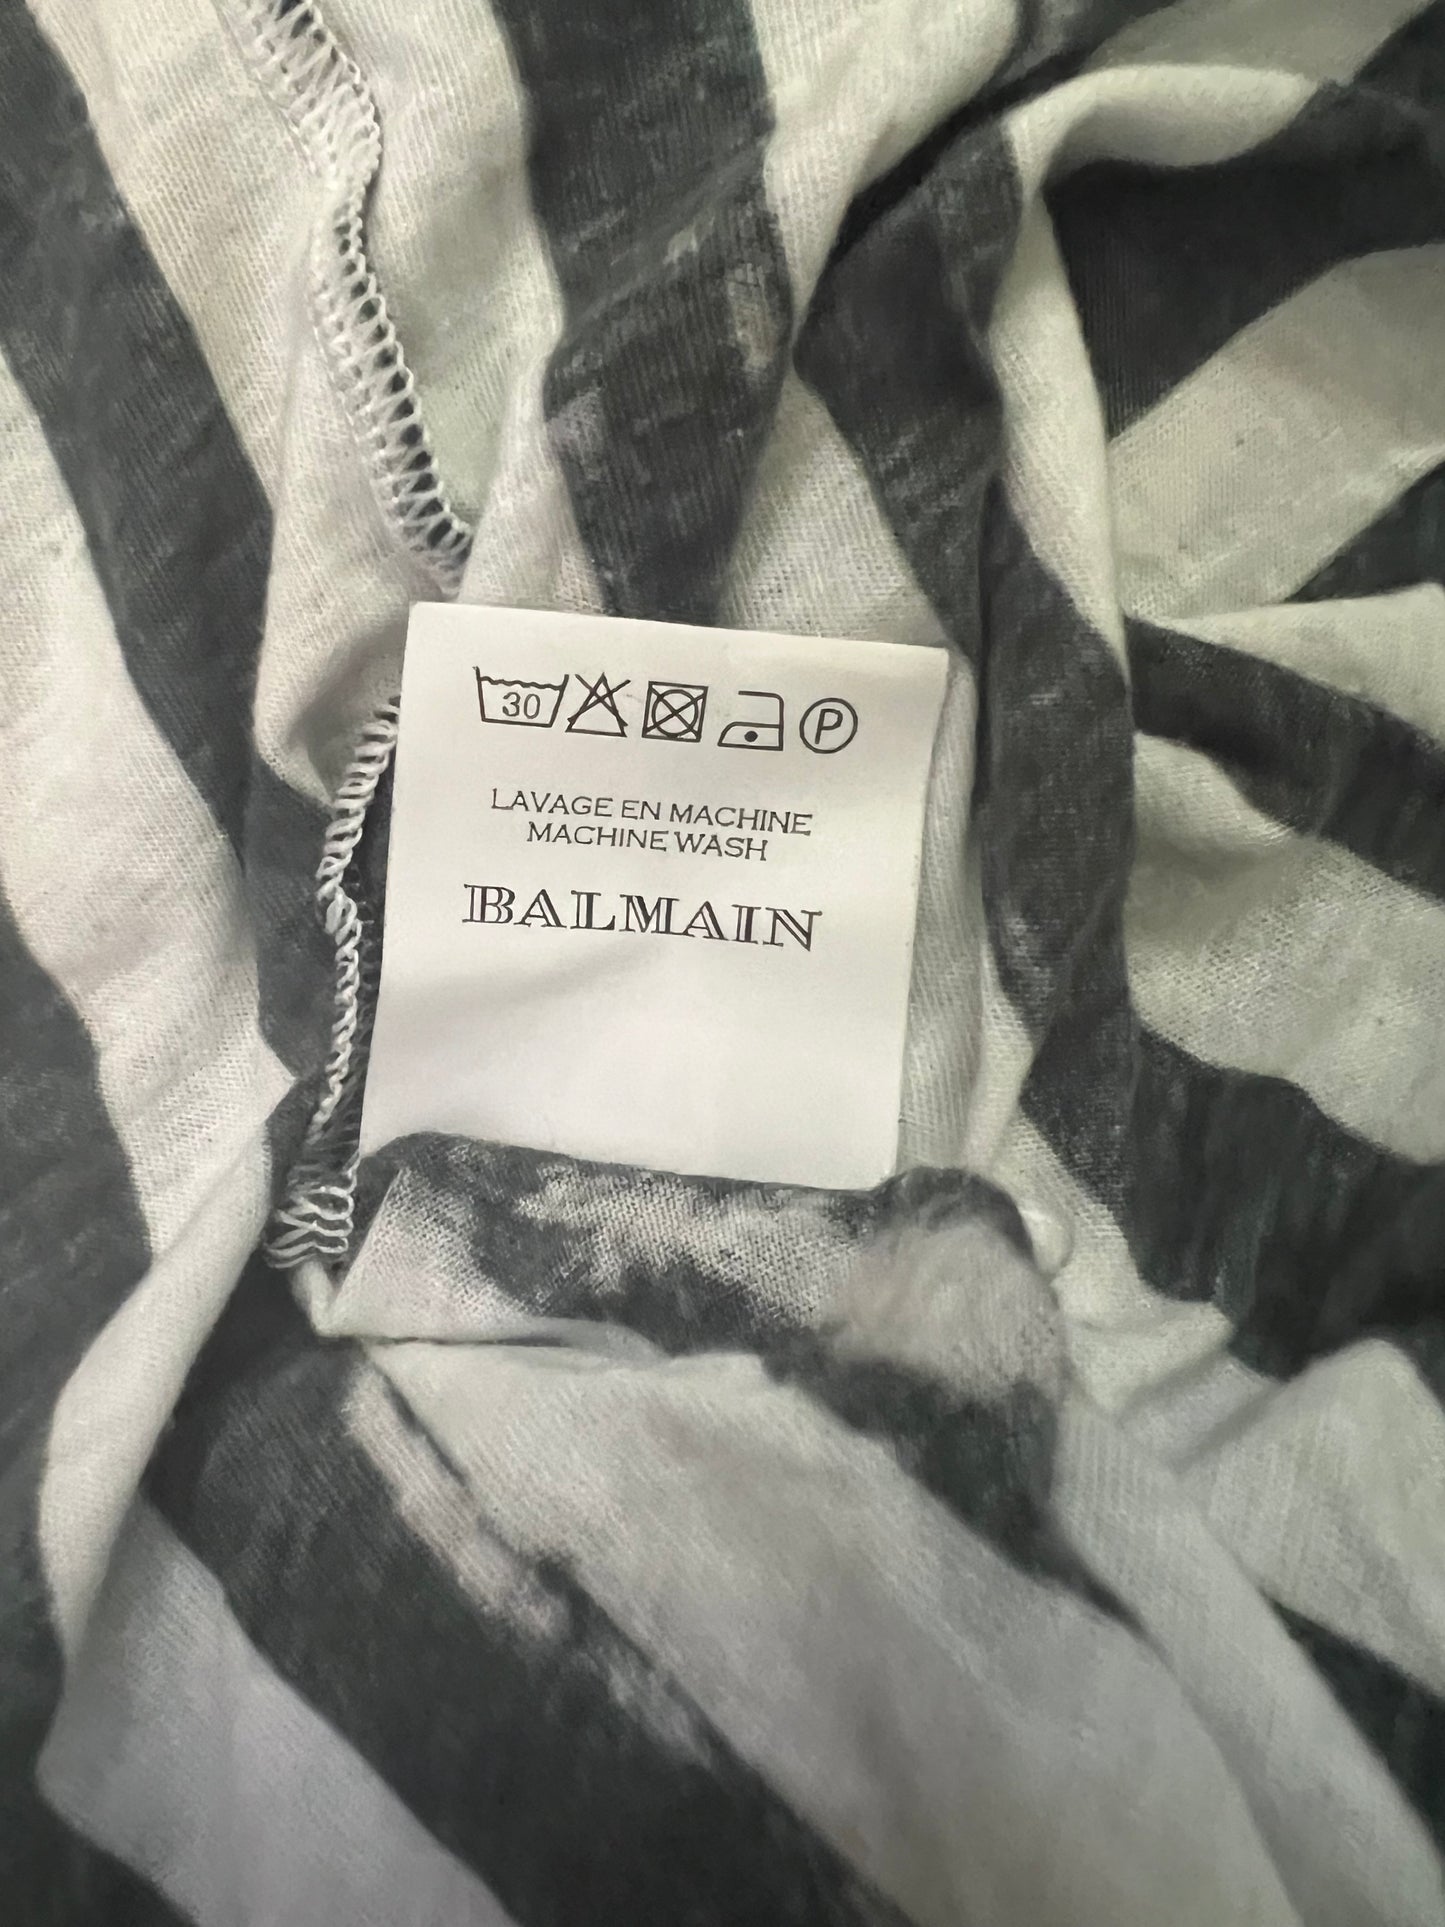 30 P
LAVAGE EN MACHINE
MACHINE WASH
BALMAIN